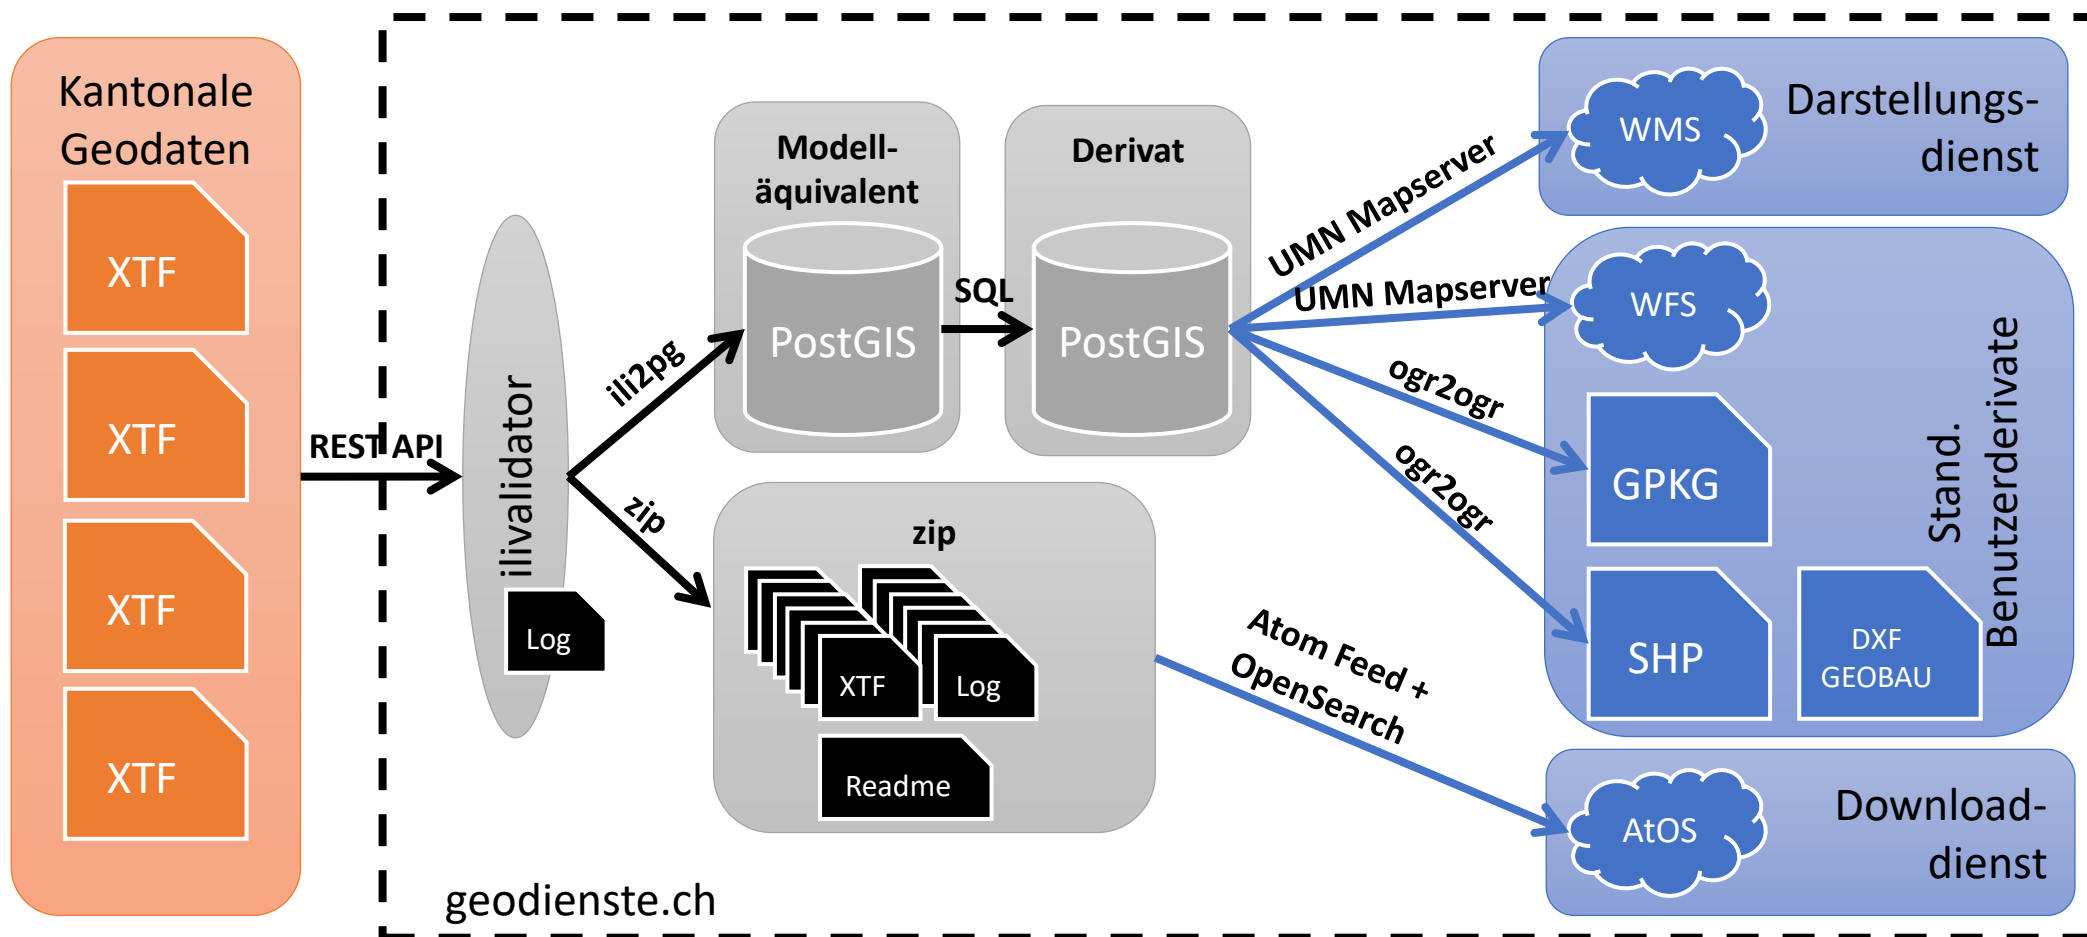 Kantonale
Geodaten
XTF
XTF
XTF
XTF
REST API
ilivalidator
Log
ili2pg
zip
Modell-
äquivalent
PostGIS
SQL
Derivat
PostGIS
zip
XTF
Log
Readme
UMN Mapserver
UMN Mapserver
ogr2ogr
ogr2ogr
Atom Feed +
OpenSearch
WMS
Darstellungs-
dienst
WFS
GPKG
SHP
DXF
GEOBAU
Stand.
Benutzerderivate
AtOS
Download-
dienst
geodienste.ch